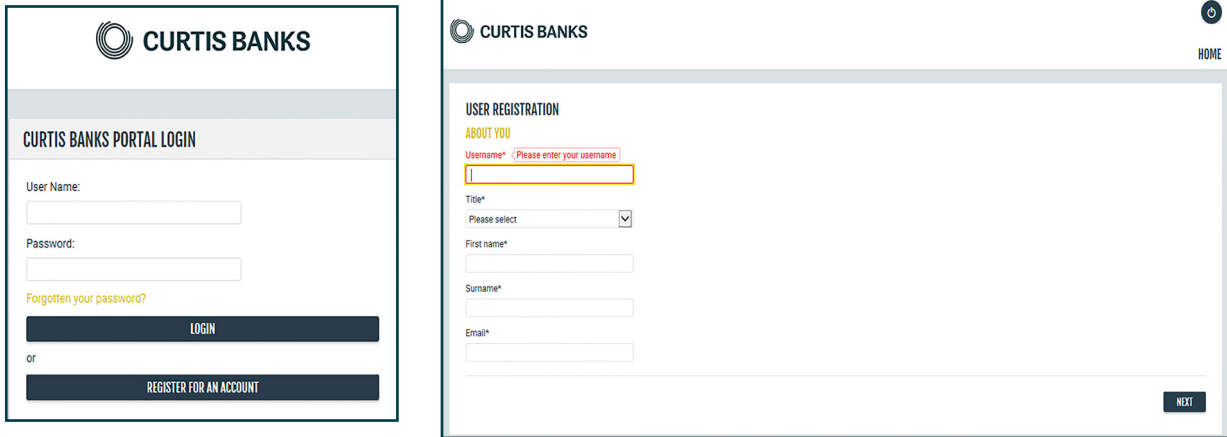 CURTIS BANKS
CURTIS BANKS PORTAL LOGIN
User Name:
Password:
Forgotten your password?
LOGIN
or
REGISTER FOR AN ACCOUNT
CURTIS BANKS
HOME
USER REGISTRATION
ABOUT YOU
Username* Please enter your username
Title*
Please select
First name*
Surname*
Email*
NEXT